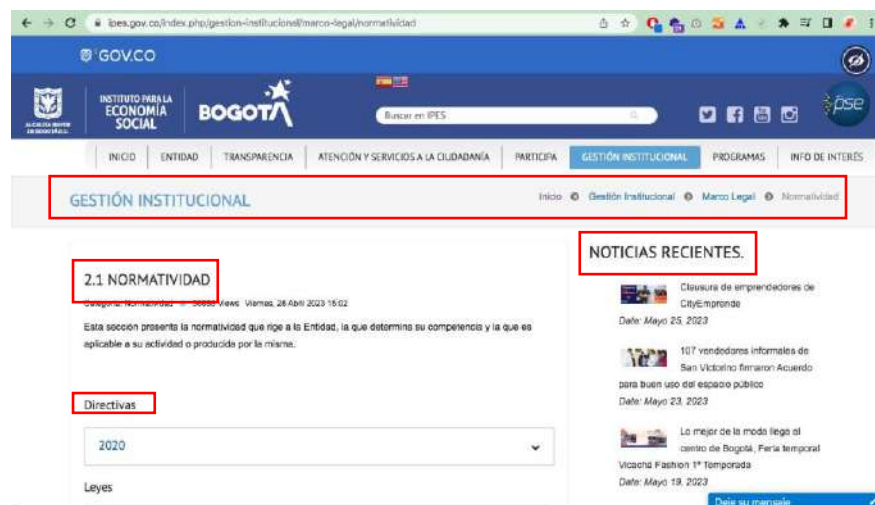 ipes.gov.co/index.php/gestion-institucional/marco-legal/normatividad
GOV.CO
ALCALDÍA MAYOR
DE BOGOTÁ D.C.
INSTITUTO PARA LA
ECONOMÍA
SOCIAL
BOGOTÁ
Buscar en IPES
pse
INICIO ENTIDAD TRANSPARENCIA ATENCIÓN Y SERVICIOS A LA CIUDADANÍA PARTICIPA GESTIÓN INSTITUCIONAL PROGRAMAS INFO DE INTERÉS
GESTIÓN INSTITUCIONAL
Inicio Gestión Institucional Marco Legal Normatividad
2.1 NORMATIVIDAD
Categoría: Normatividad Views Viernes, 28 Abril 2023 15:02
Esta sección presenta la normatividad que rige a la Entidad, la que determina su competencia y la que es
aplicable a su actividad o producida por la misma.
Directivas
2020
Leyes
NOTICIAS RECIENTES.
Clausura de emprendedores de
CityEmprende
Date: Mayo 25, 2023
107 vendedores informales de
San Victorino firmaron Acuerdo
para buen uso del espacio público
Date: Mayo 23, 2023
Lo mejor de la moda llega al
centro de Bogotá, Feria temporal
Vicachá Fashion 1ª Temporada
Date: Mayo 19, 2023
Deje su mensaje